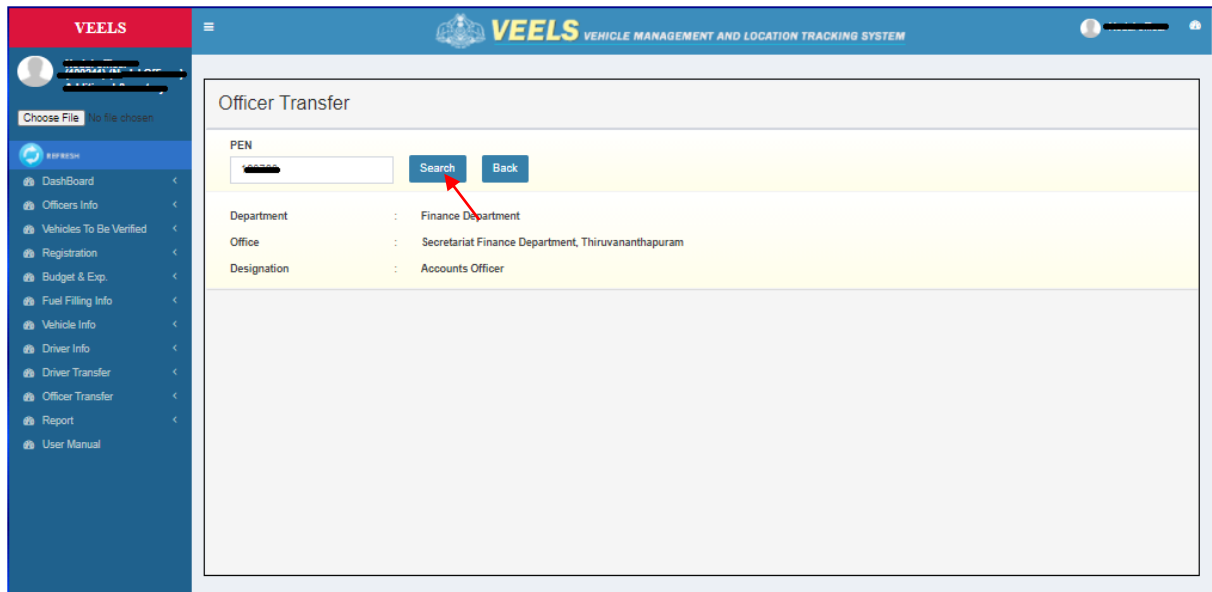 VEELS
VEELS VEHICLE MANAGEMENT AND LOCATION TRACKING SYSTEM
Choose File No file chosen
REFRESH
DashBoard
Officers Info
Vehicles To Be Verified
Registration
Budget & Exp.
Fuel Filling Info
Vehicle Info
Driver Info
Driver Transfer
Officer Transfer
Report
User Manual
Officer Transfer
PEN
Search Back
Department : Finance Department
Office : Secretariat Finance Department, Thiruvananthapuram
Designation : Accounts Officer